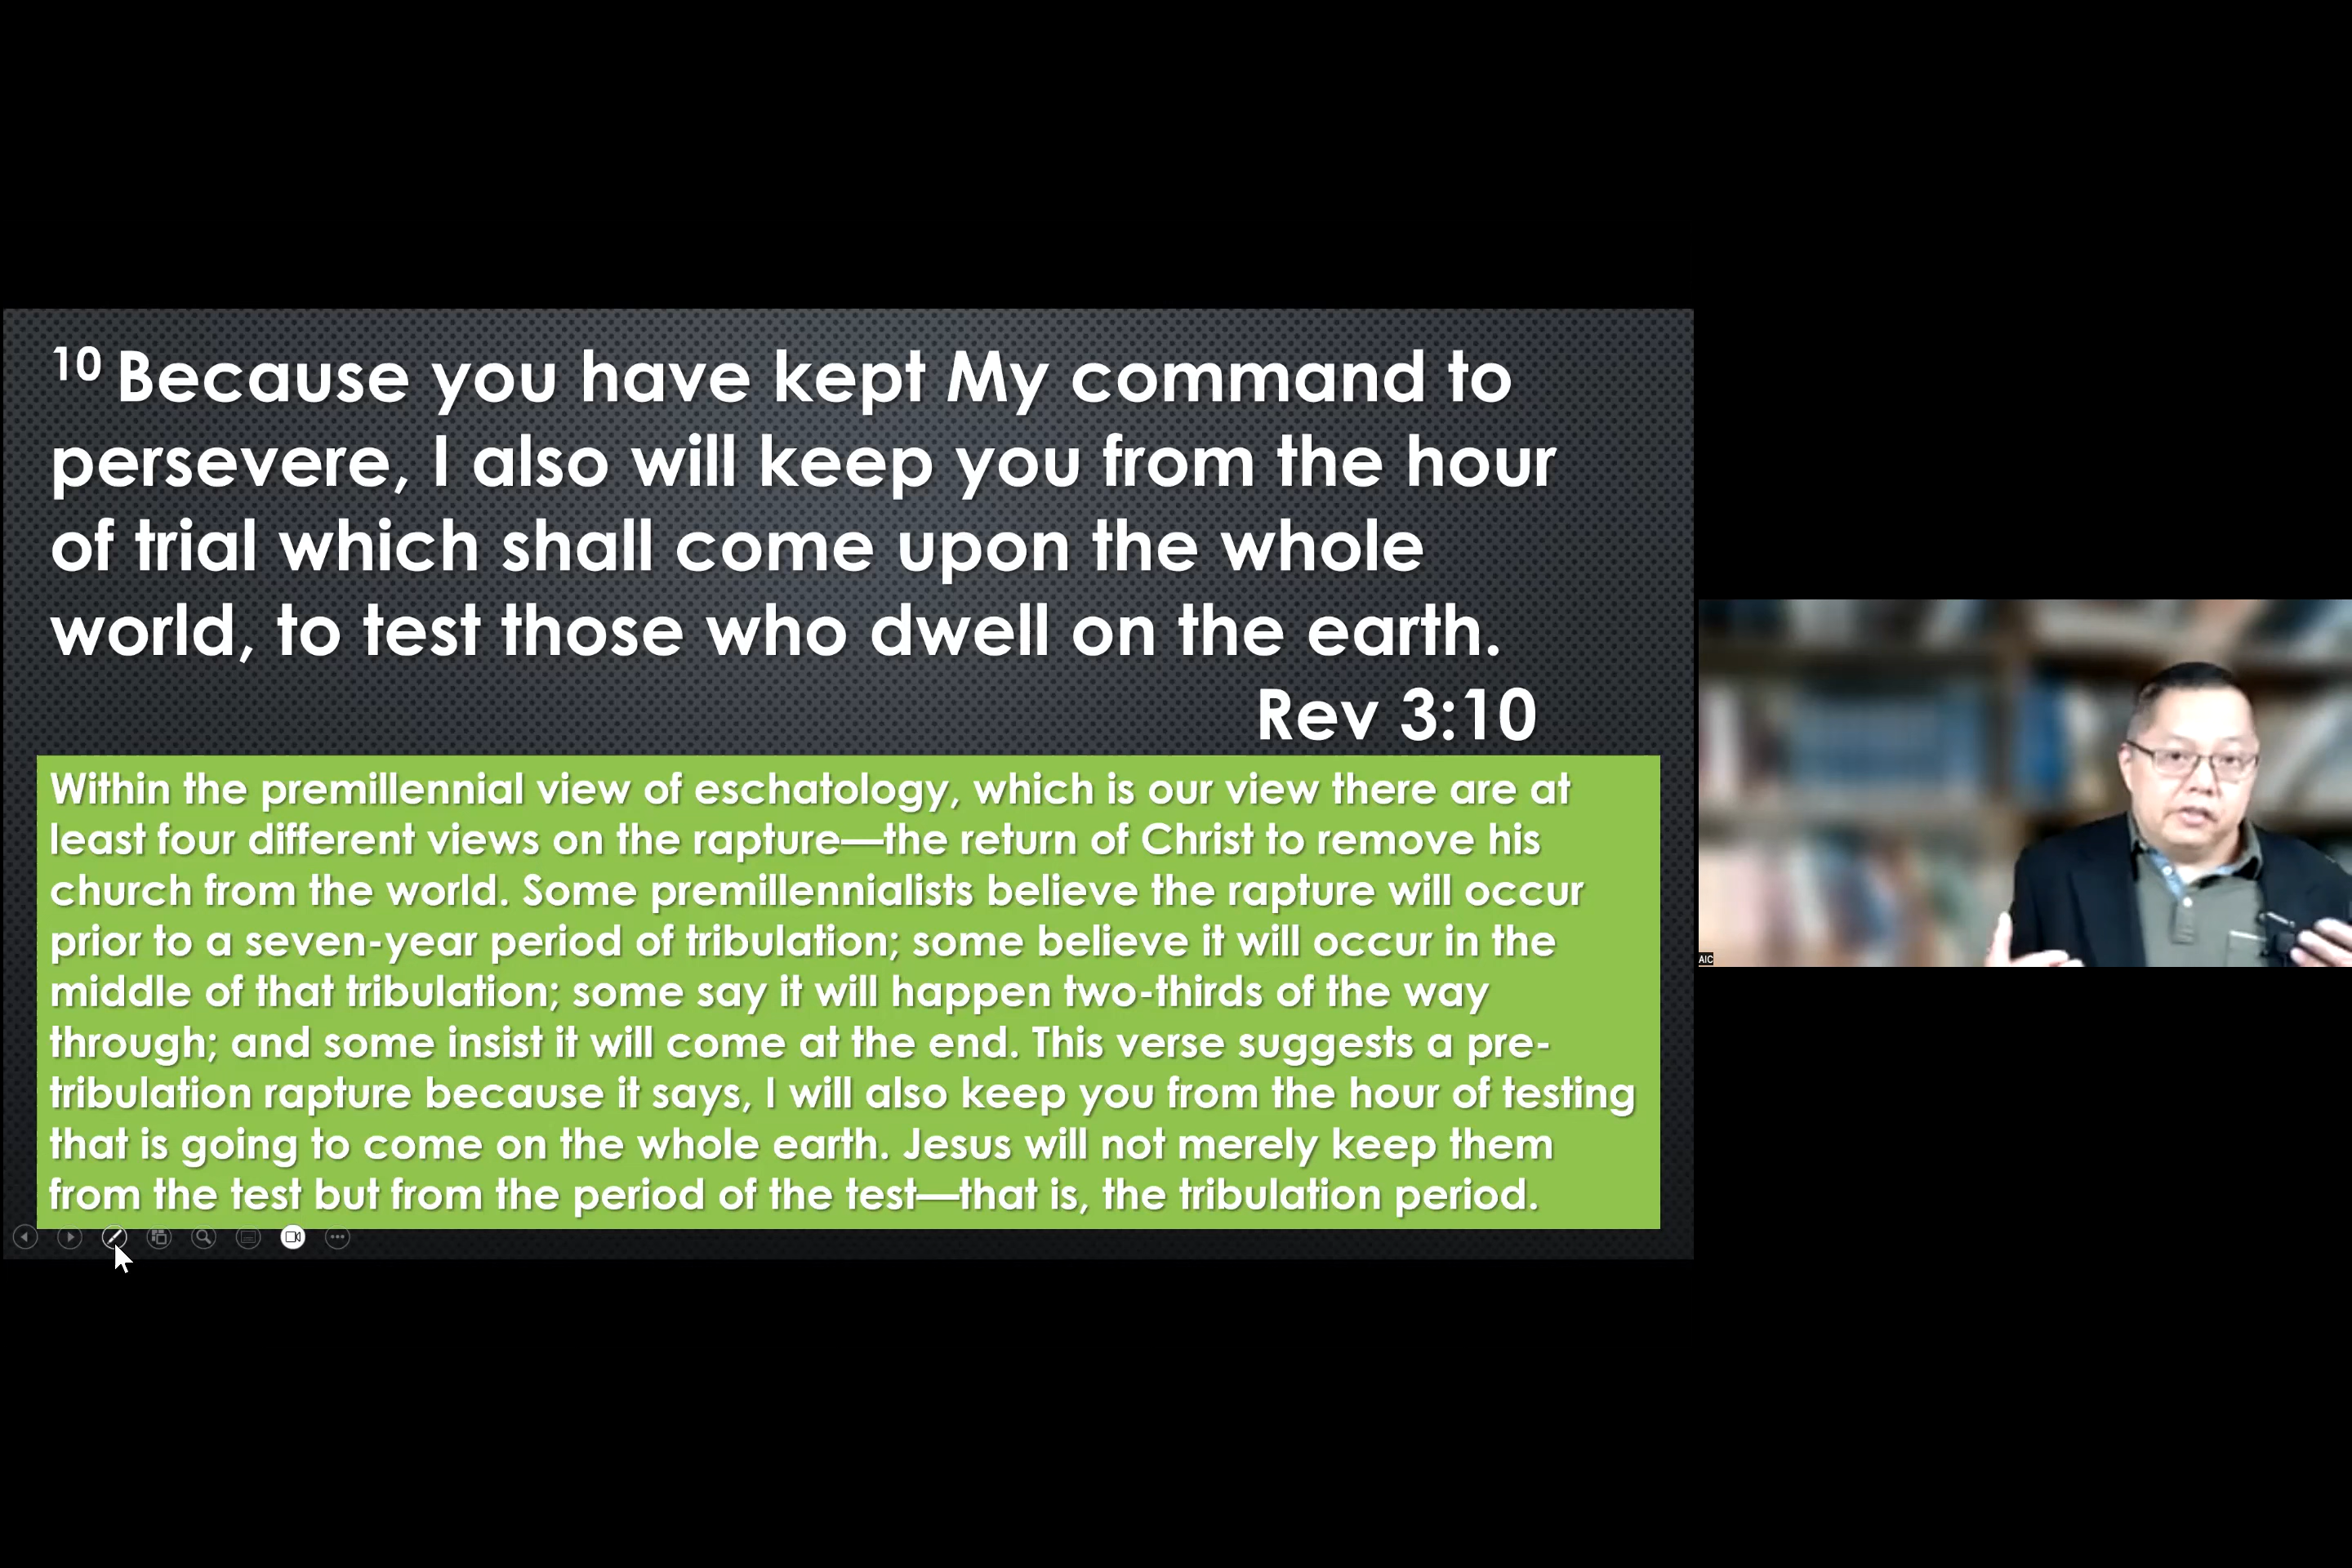 10 Because you have kept My command to
persevere, I also will keep you from the hour
of trial which shall come upon the whole
world, to test those who dwell on the earth.
Rev 3:10
Within the premillennial view of eschatology, which is our view there are at
least four different views on the rapture—the return of Christ to remove his
church from the world. Some premillennialists believe the rapture will occur
prior to a seven-year period of tribulation; some believe it will occur in the
middle of that tribulation; some say it will happen two-thirds of the way
through; and some insist it will come at the end. This verse suggests a pre-
tribulation rapture because it says, I will also keep you from the hour of testing
that is going to come on the whole earth. Jesus will not merely keep them
from the test but from the period of the test—that is, the tribulation period.
AIC